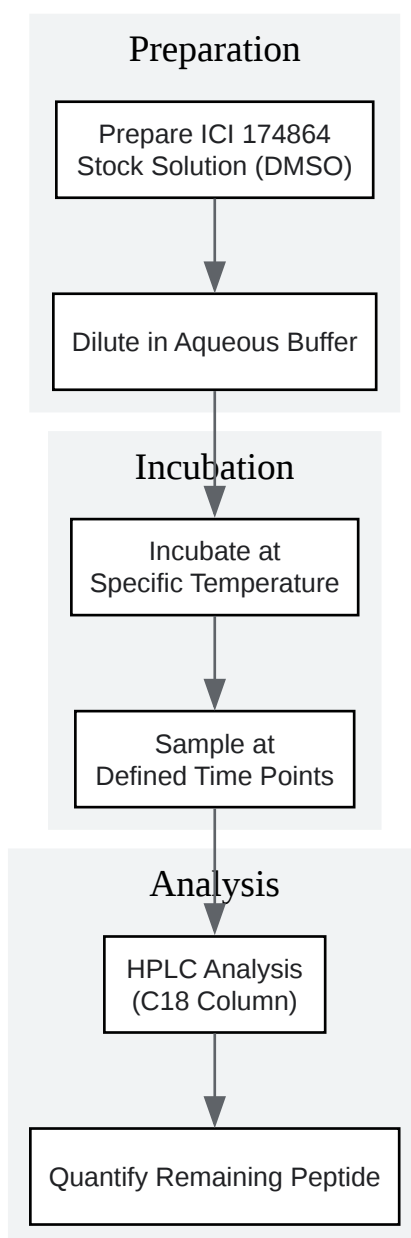 Preparation
Prepare ICI 174864
Stock Solution (DMSO)
Dilute in Aqueous Buffer
Incubation
Incubate at
Specific Temperature
Sample at
Defined Time Points
Analysis
HPLC Analysis
(C18 Column)
Quantify Remaining Peptide